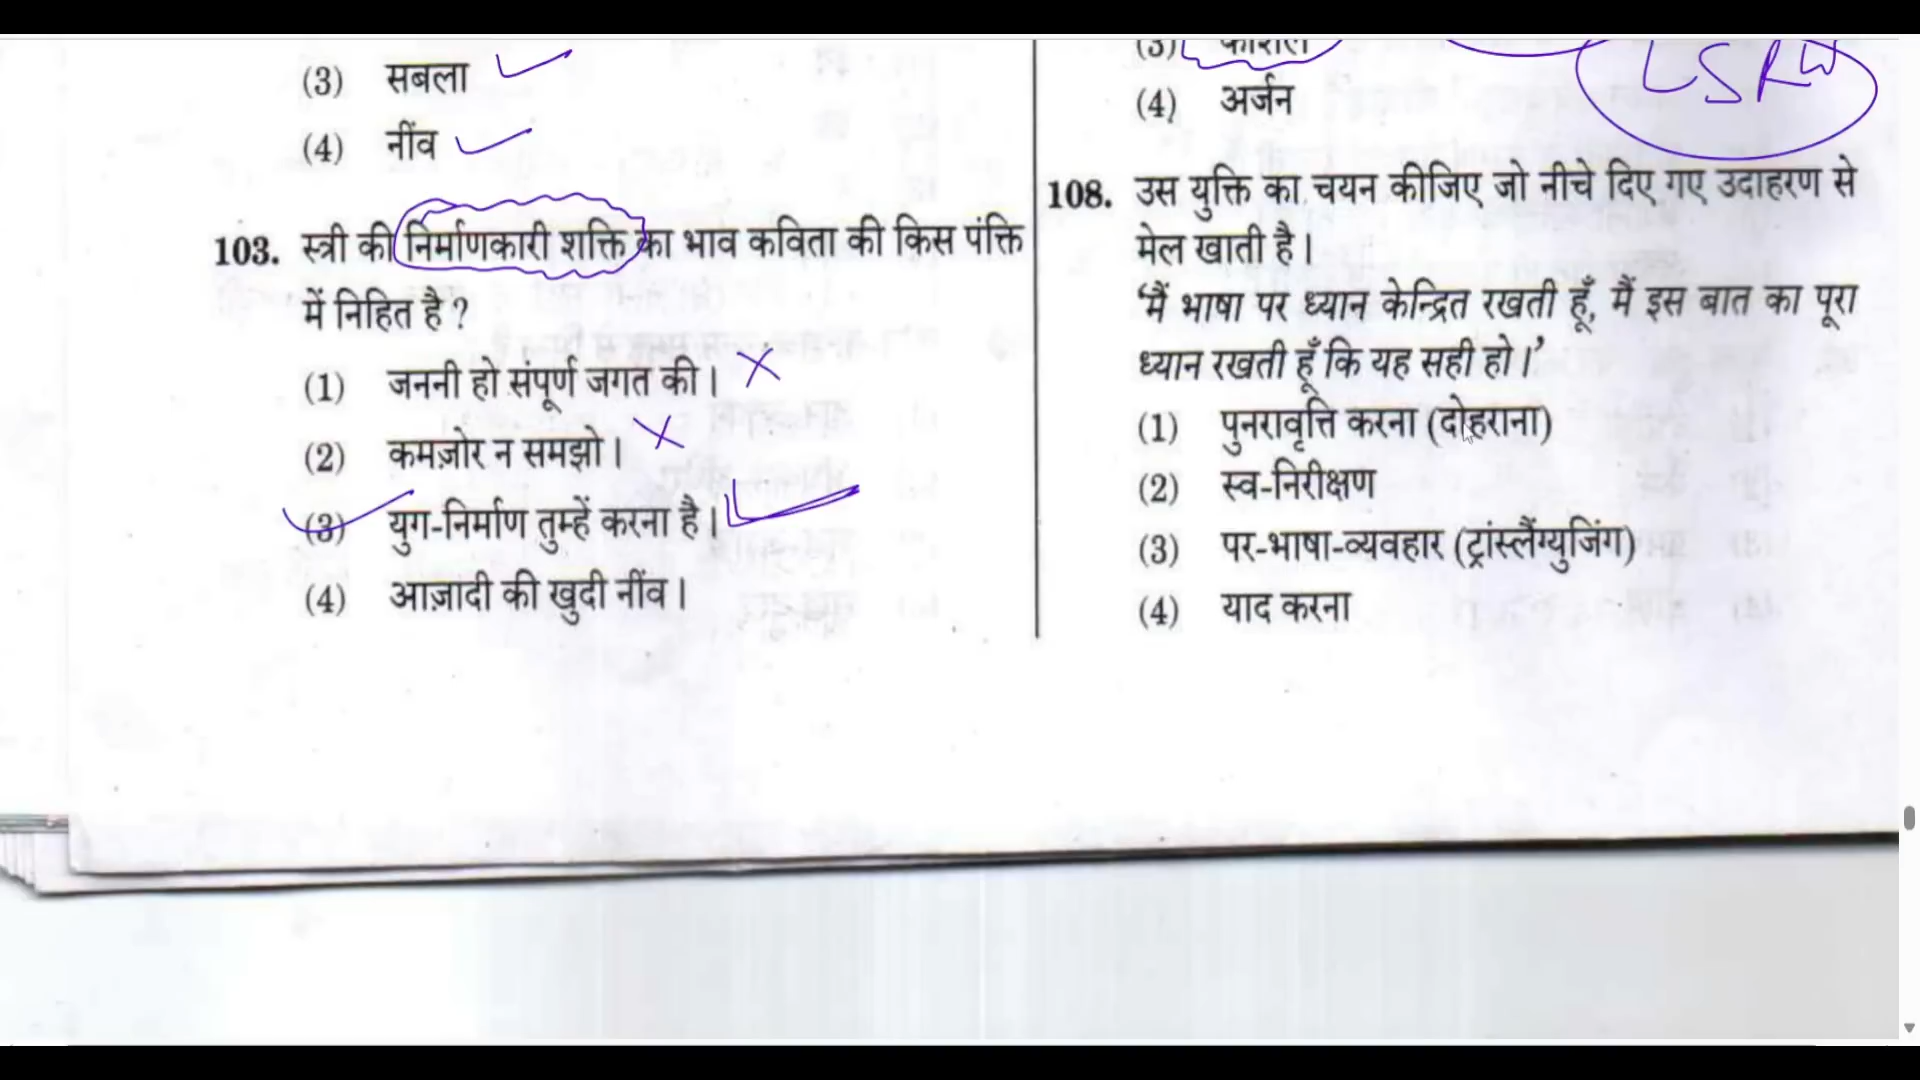 (3) सबला
(4) नींव
103. स्त्री की निर्माणकारी शक्ति का भाव कविता की किस पंक्ति
में निहित है?
(1) जननी हो संपूर्ण जगत की।
(2) कमज़ोर न समझो।
(3) युग-निर्माण तुम्हें करना है।
(4) आज़ादी की खुदी नींव।
(3) कौशल
LSRW
(4) अर्जन
108. उस युक्ति का चयन कीजिए जो नीचे दिए गए उदाहरण से
मेल खाती है।
‘मैं भाषा पर ध्यान केन्द्रित रखती हूँ, मैं इस बात का पूरा
ध्यान रखती हूँ कि यह सही हो।’
(1) पुनरावृत्ति करना (दोहराना)
(2) स्व-निरीक्षण
(3) पर-भाषा-व्यवहार (ट्रांस्लैंग्युजिंग)
(4) याद करना